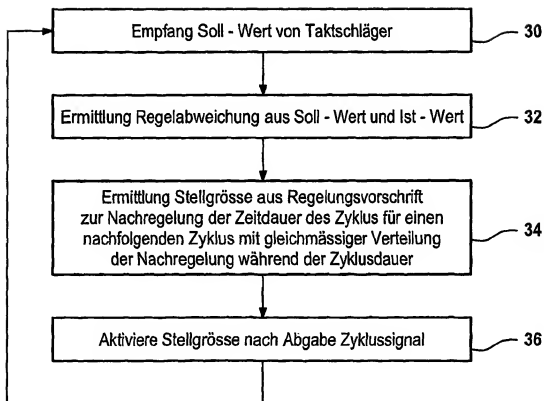 Empfang Soll - Wert von Taktschläger
30
Ermittlung Regelabweichung aus Soll - Wert und Ist - Wert
32
Ermittlung Stellgrösse aus Regelungsvorschrift
zur Nachregelung der Zeitdauer des Zyklus für einen
nachfolgenden Zyklus mit gleichmässiger Verteilung
der Nachregelung während der Zyklusdauer
34
Aktiviere Stellgrösse nach Abgabe Zyklussignal
36